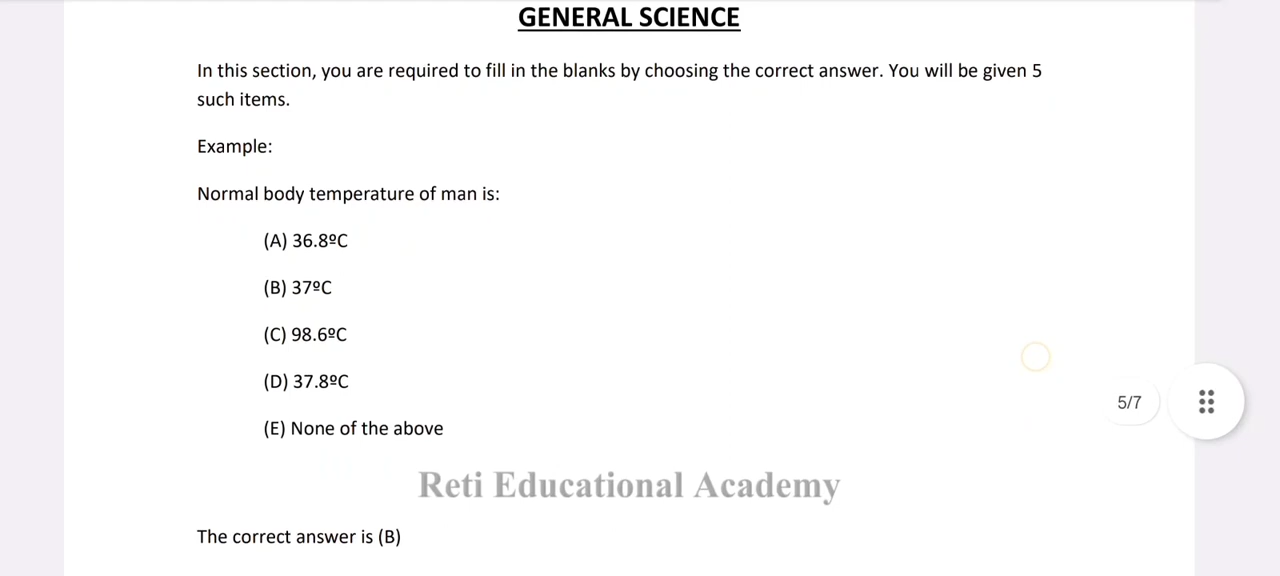 GENERAL SCIENCE
In this section, you are required to fill in the blanks by choosing the correct answer. You will be given 5
such items.
Example:
Normal body temperature of man is:
(A) 36.8ºC
(B) 37ºC
(C) 98.6ºC
(D) 37.8ºC
5/7
(E) None of the above
Reti Educational Academy
The correct answer is (B)